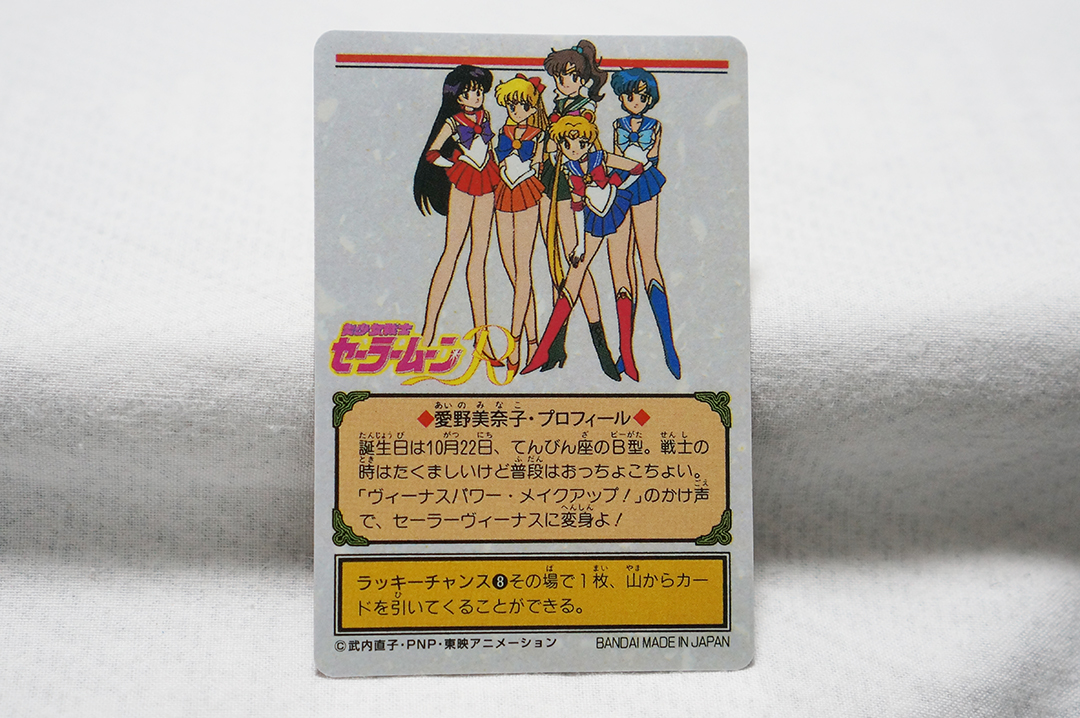 美少女戦士
セーラームーンR
◆愛野美奈子・プロフィール◆
誕生日は10月22日、てんびん座のB型。戦士の
時はたくましいけど普段はおっちょこちょい。
「ヴィーナスパワー・メイクアップ！」のかけ声
で、セーラーヴィーナスに変身よ！
ラッキーチャンス❽その場で1枚、山からカー
ドを引いてくることができる。
©武内直子・PNP・東映アニメーション BANDAI MADE IN JAPAN